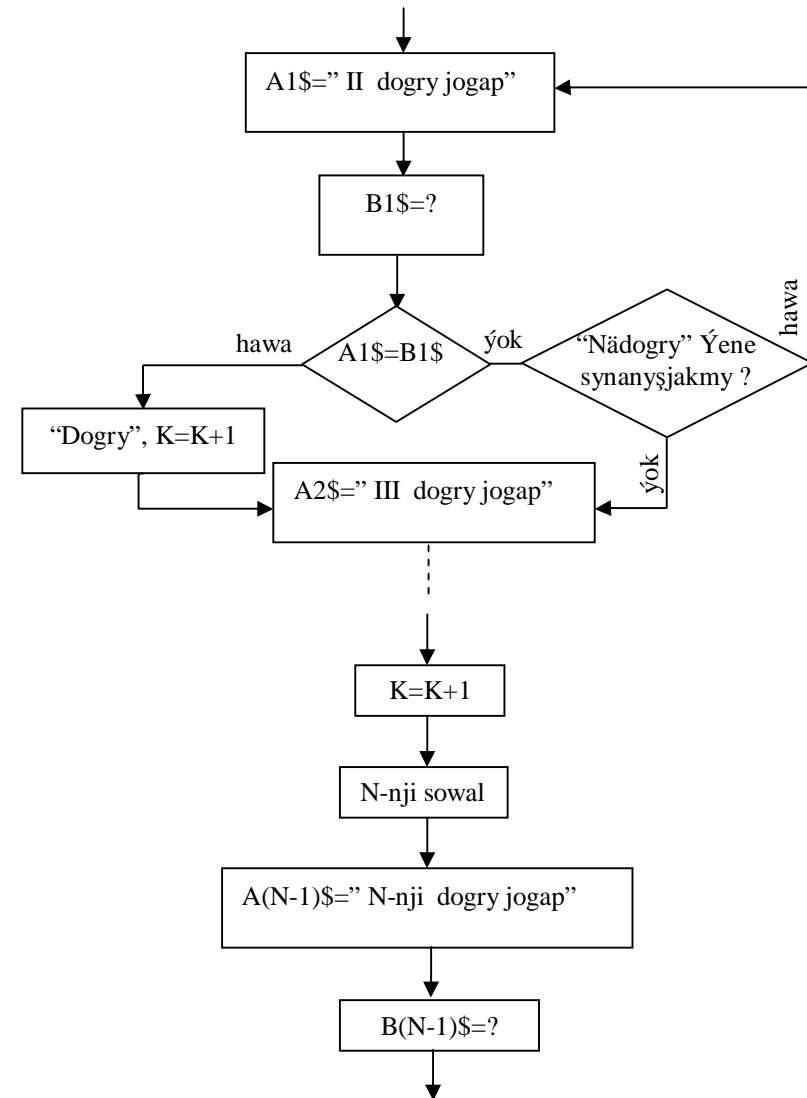 A1$=” II dogry jogap”
B1$=?
A1$=B1$
hawa
ýok
“Nädogry” Ýene
synanyşjakmy ?
hawa
ýok
“Dogry”, K=K+1
A2$=” III dogry jogap”
K=K+1
N-nji sowal
A(N-1)$=” N-nji dogry jogap”
B(N-1)$=?